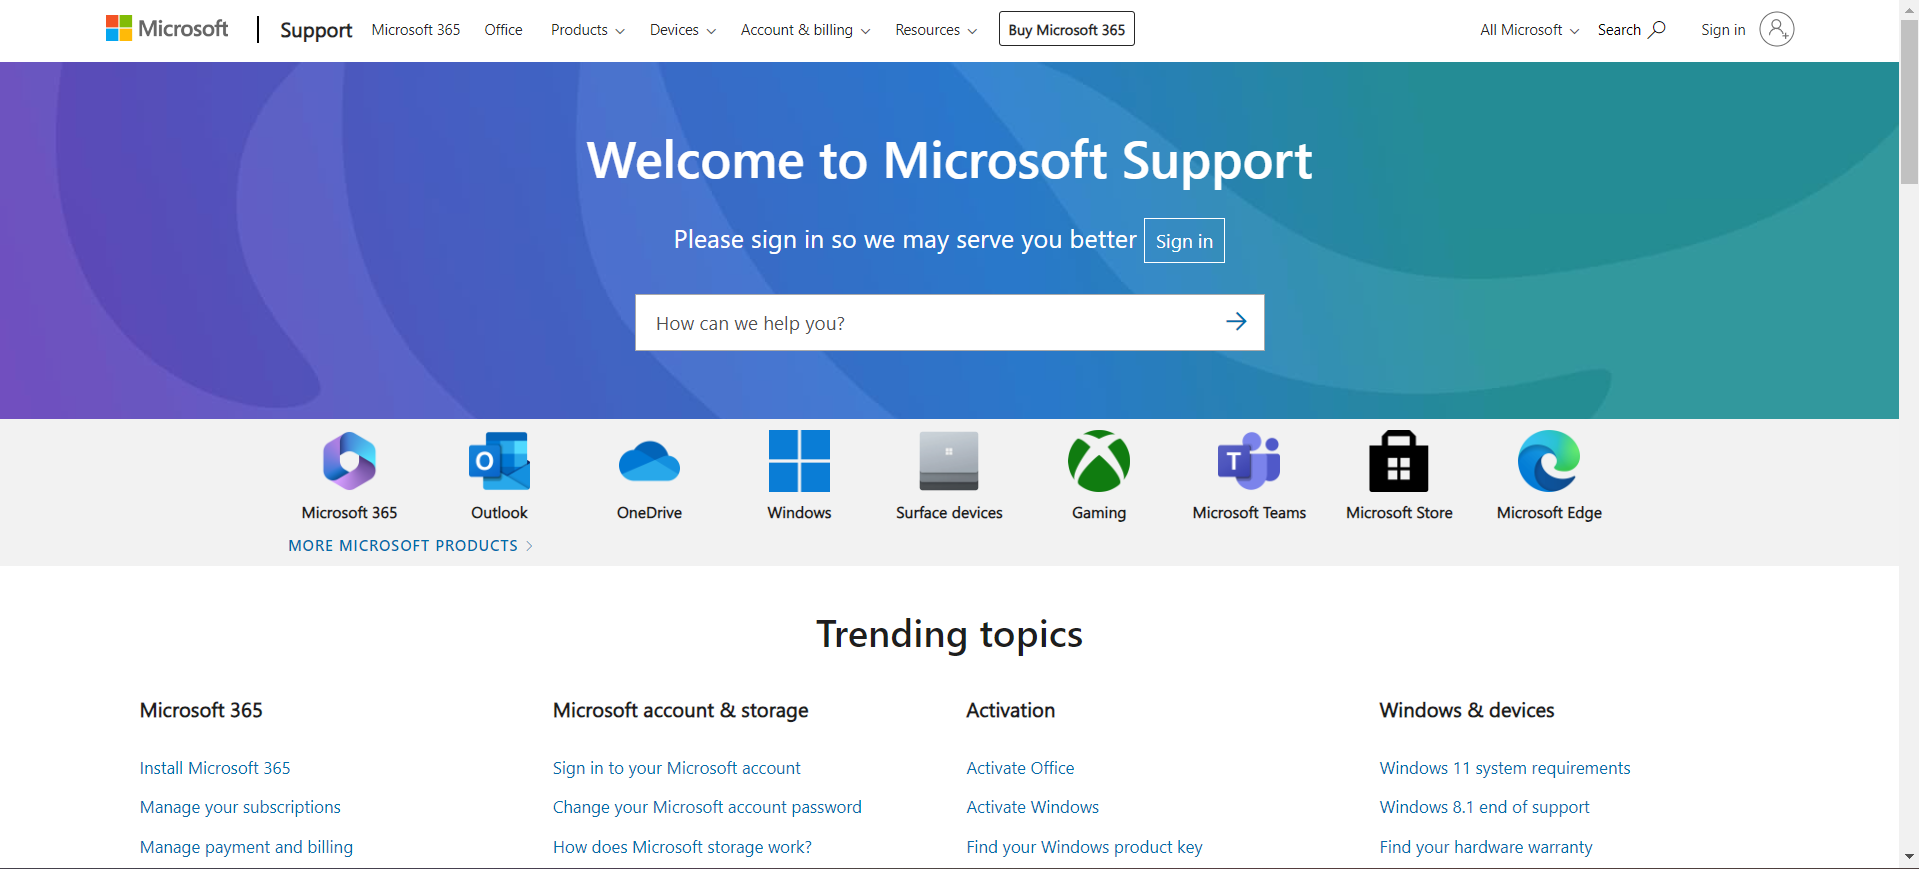 Microsoft Support Microsoft 365 Office Products Devices Account & billing Resources Buy Microsoft 365 All Microsoft Search Sign in
Welcome to Microsoft Support
Please sign in so we may serve you better Sign in
How can we help you?
O T
Microsoft 365 Outlook OneDrive Windows Surface devices Gaming Microsoft Teams Microsoft Store Microsoft Edge
MORE MICROSOFT PRODUCTS
Trending topics
Microsoft 365 Microsoft account & storage Activation Windows & devices
Install Microsoft 365 Sign in to your Microsoft account Activate Office Windows 11 system requirements
Manage your subscriptions Change your Microsoft account password Activate Windows Windows 8.1 end of support
Manage payment and billing How does Microsoft storage work? Find your Windows product key Find your hardware warranty